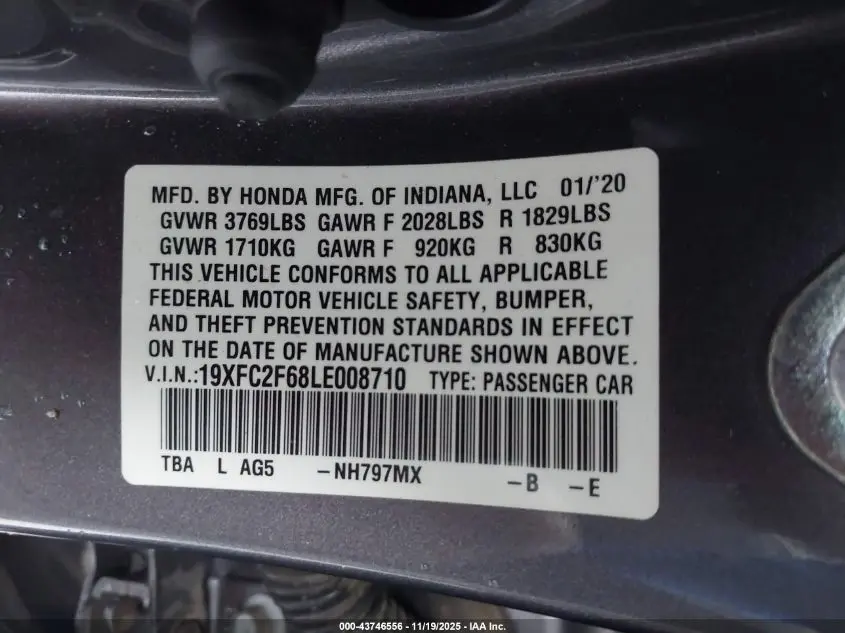 MFD. BY HONDA MFG. OF INDIANA, LLC 01/'20
GVWR 3769LBS GAWR F 2028LBS R 1829LBS
GVWR 1710KG GAWR F 920KG R 830KG
THIS VEHICLE CONFORMS TO ALL APPLICABLE
FEDERAL MOTOR VEHICLE SAFETY, BUMPER,
AND THEFT PREVENTION STANDARDS IN EFFECT
ON THE DATE OF MANUFACTURE SHOWN ABOVE.
V.I.N.:19XFC2F68LE008710 TYPE: PASSENGER CAR
TBA L AG5 –NH797MX –B –E
000-43746556 - 11/19/2025 - IAA Inc.